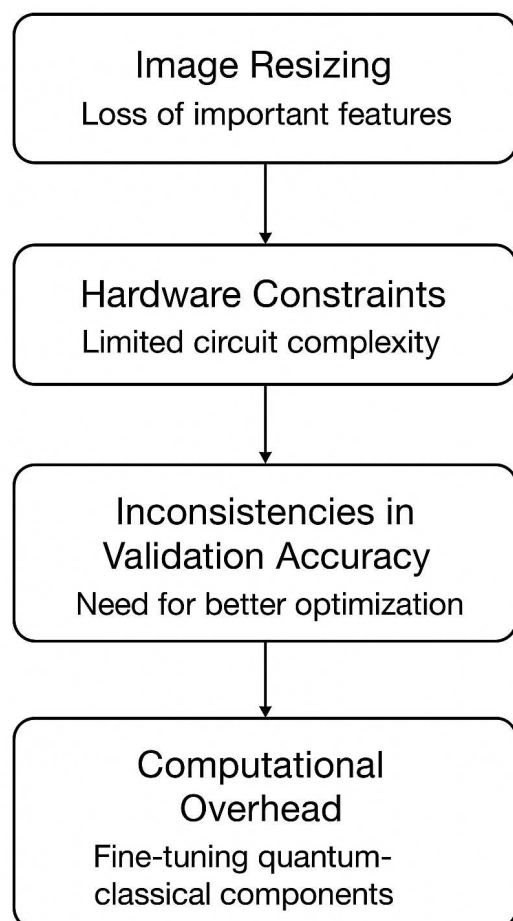 Image Resizing
Loss of important features
Hardware Constraints
Limited circuit complexity
Inconsistencies in
Validation Accuracy
Need for better optimization
Computational
Overhead
Fine-tuning quantum-
classical components